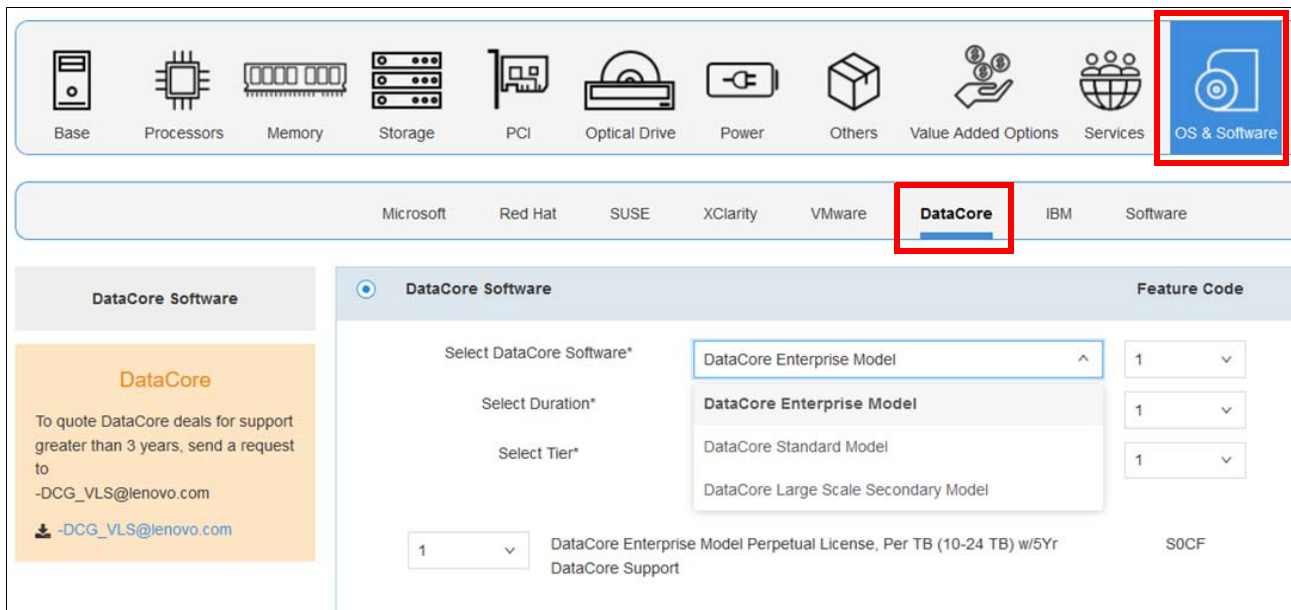 Base Processors Memory Storage PCI Optical Drive Power Others Value Added Options Services OS & Software
Microsoft Red Hat SUSE XClarity VMware DataCore IBM Software
DataCore Software
DataCore
To quote DataCore deals for support
greater than 3 years, send a request
to
-DCG_VLS@lenovo.com
-DCG_VLS@lenovo.com
DataCore Software Feature Code
Select DataCore Software* DataCore Enterprise Model 1
Select Duration* DataCore Enterprise Model 1
Select Tier* DataCore Standard Model 1
DataCore Large Scale Secondary Model
1 DataCore Enterprise Model Perpetual License, Per TB (10-24 TB) w/5Yr S0CF
DataCore Support